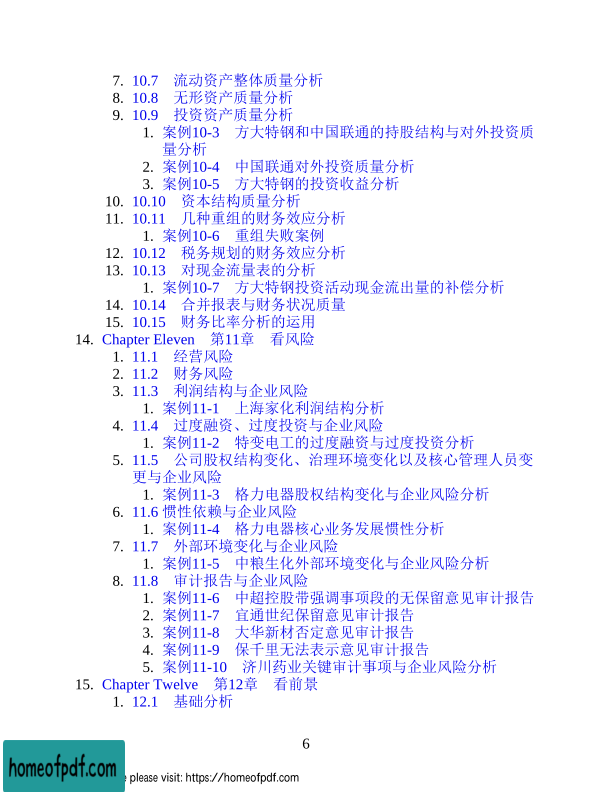 7. 10.7 流动资产整体质量分析
8. 10.8 无形资产质量分析
9. 10.9 投资资产质量分析
1. 案例10-3 方大特钢和中国联通的持股结构与对外投资质
量分析
2. 案例10-4 中国联通对外投资质量分析
3. 案例10-5 方大特钢的投资收益分析
10. 10.10 资本结构质量分析
11. 10.11 几种重组的财务效应分析
1. 案例10-6 重组失败案例
12. 10.12 税务规划的财务效应分析
13. 10.13 对现金流量表的分析
1. 案例10-7 方大特钢投资活动现金流出量的补偿分析
14. 10.14 合并报表与财务状况质量
15. 10.15 财务比率分析的运用
14. Chapter Eleven 第11章 看风险
1. 11.1 经营风险
2. 11.2 财务风险
3. 11.3 利润结构与企业风险
1. 案例11-1 上海家化利润结构分析
4. 11.4 过度融资、过度投资与企业风险
1. 案例11-2 特变电工的过度融资与过度投资分析
5. 11.5 公司股权结构变化、治理环境变化以及核心管理人员变
更与企业风险
1. 案例11-3 格力电器股权结构变化与企业风险分析
6. 11.6 惯性依赖与企业风险
1. 案例11-4 格力电器核心业务发展惯性分析
7. 11.7 外部环境变化与企业风险
1. 案例11-5 中粮生化外部环境变化与企业风险分析
8. 11.8 审计报告与企业风险
1. 案例11-6 中超控股带强调事项段的无保留意见审计报告
2. 案例11-7 宜通世纪保留意见审计报告
3. 案例11-8 大华新材否定意见审计报告
4. 案例11-9 保千里无法表示意见审计报告
5. 案例11-10 济川药业关键审计事项与企业风险分析
15. Chapter Twelve 第12章 看前景
1. 12.1 基础分析
6
homeofpdf.com
please visit: https://homeofpdf.com